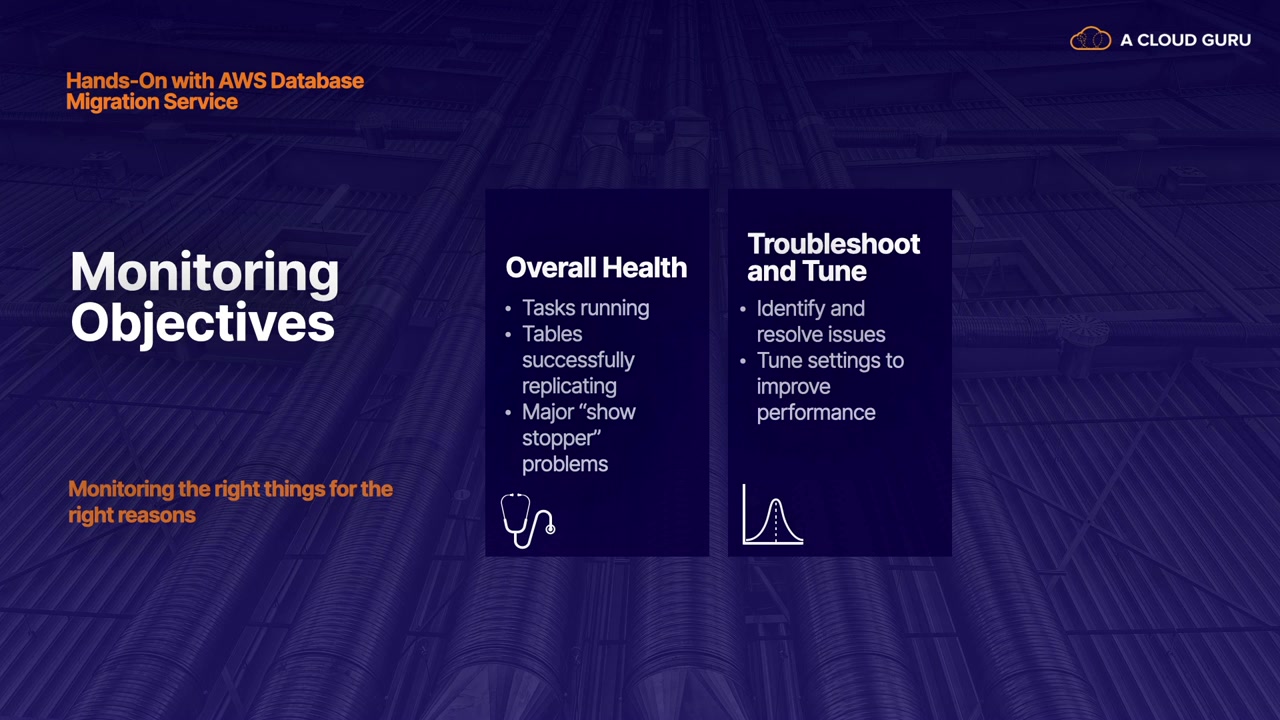 A CLOUD GURU
Hands-On with AWS Database
Migration Service
Monitoring
Objectives
Monitoring the right things for the
right reasons
Overall Health
• Tasks running
• Tables
successfully
replicating
• Major “show
stopper”
problems
Troubleshoot
and Tune
• Identify and
resolve issues
• Tune settings to
improve
performance